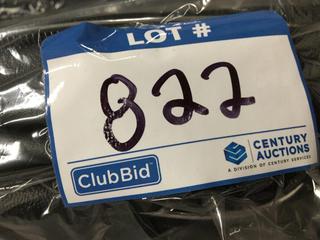 LOT #
822
ClubBid
CENTURY
AUCTIONS
A DIVISION OF CENTURY SERVICES